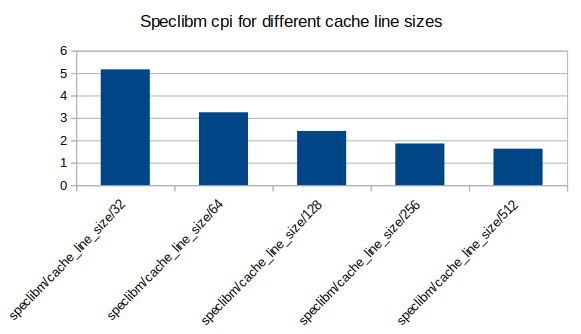 Speclibm cpi for different cache line sizes
6
5
4
3
2
1
0
speclibm/cache_line_size/32
speclibm/cache_line_size/64
speclibm/cache_line_size/128
speclibm/cache_line_size/256
speclibm/cache_line_size/512